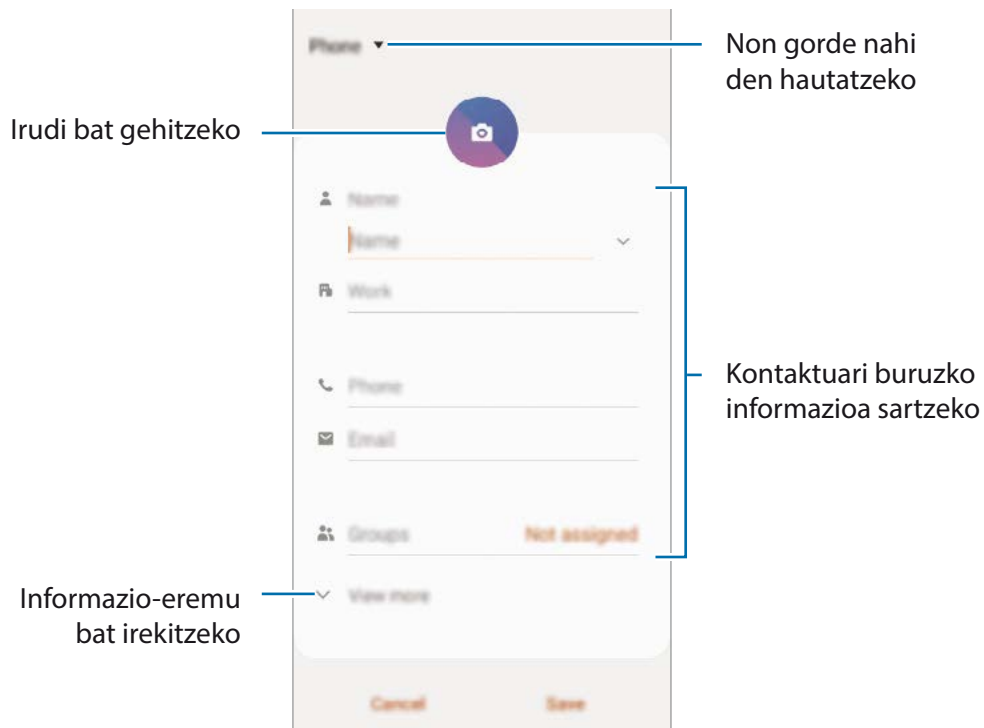 Phone
Non gorde nahi
den hautatzeko
Irudi bat gehitzeko
Name
Name
Work
Phone
Kontaktuari buruzko
informazioa sartzeko
Email
Groups Not assigned
Informazio-eremu
bat irekitzeko
View more
Cancel Save